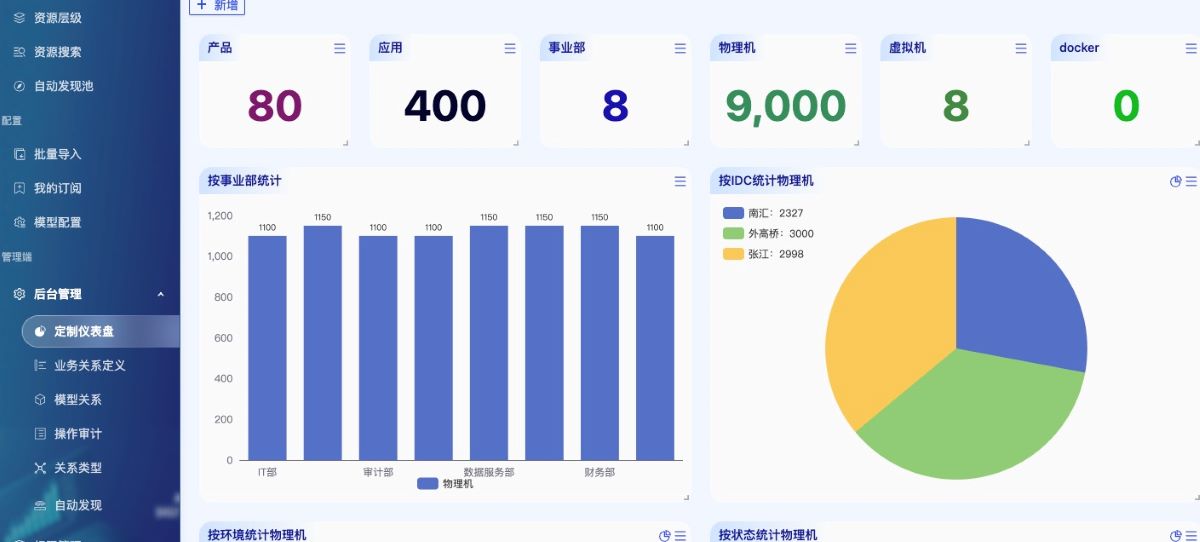 资源层级
资源搜索
自动发现池
配置
批量导入
我的订阅
模型配置
管理端
后台管理
定制仪表盘
业务关系定义
模型关系
操作审计
关系类型
自动发现
+ 新增
产品
80
应用
400
事业部
8
物理机
9,000
虚拟机
8
docker
0
按事业部统计
1,200
1,000
800
600
400
200
0
1100
1150
1100
1100
1150
1150
1150
1100
IT部
审计部
数据服务部
财务部
物理机
按IDC统计物理机
南汇：2327
外高桥：3000
张江：2998
按环境统计物理机
按状态统计物理机